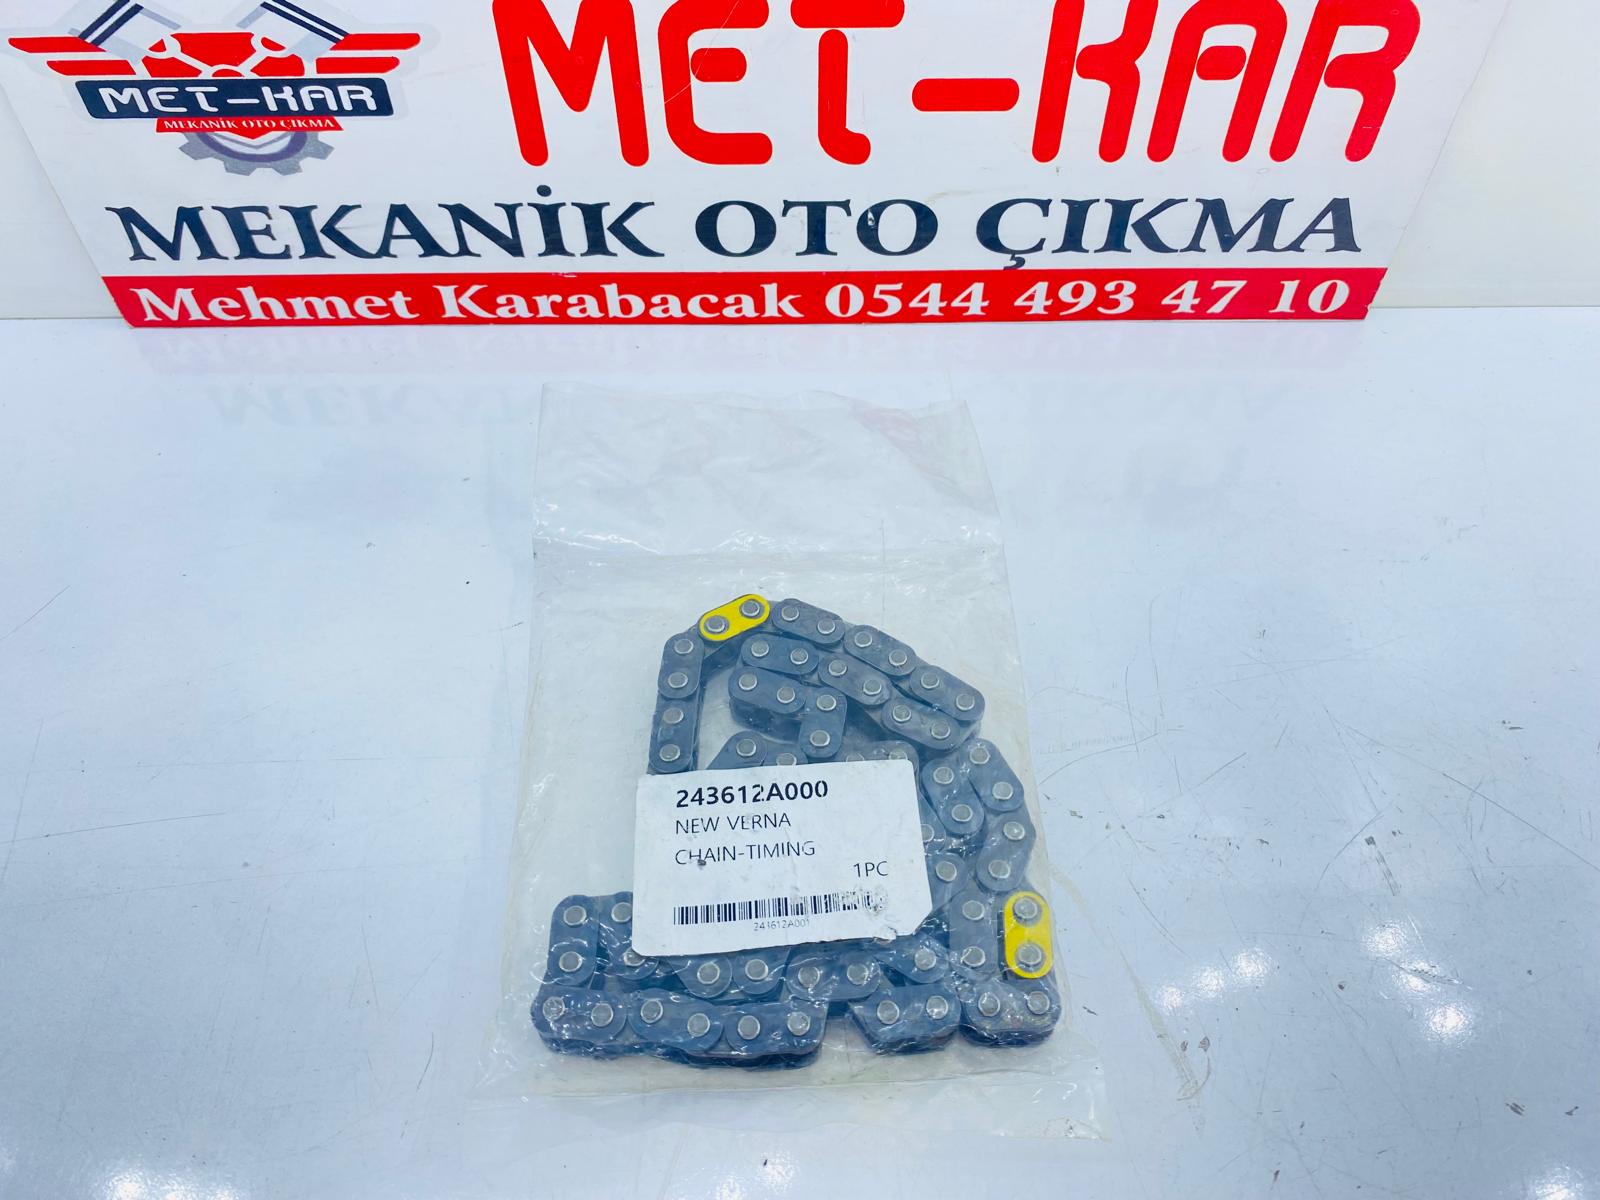 MET-KAR
MEKANİK OTO ÇIKMA
MET-KAR
MEKANİK OTO ÇIKMA
Mehmet Karabacak 0544 493 47 10
243612A000
NEW VERNA
CHAIN-TIMING
1PC
243612A001